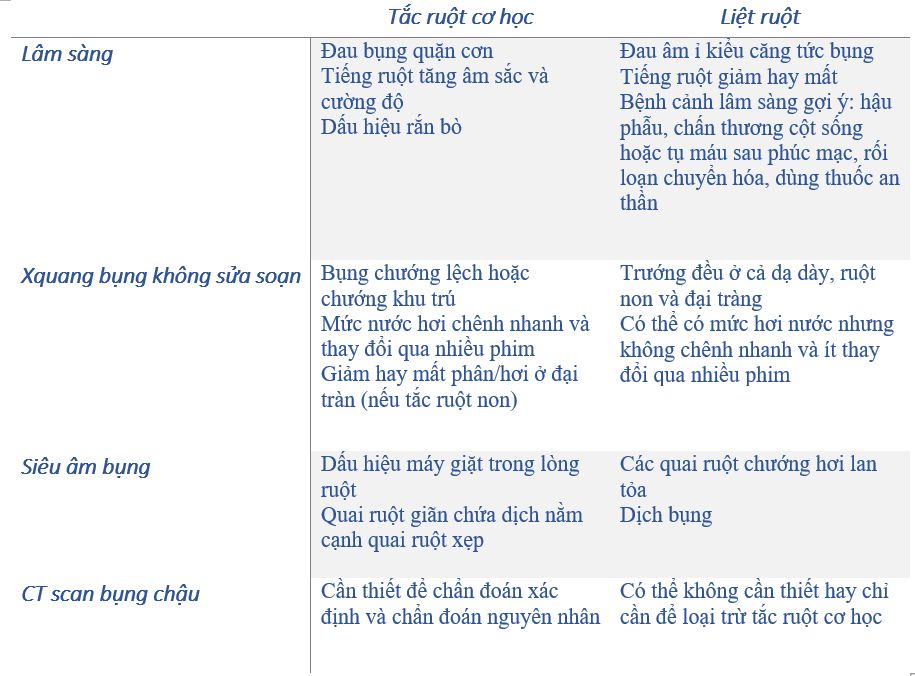 Tắc ruột cơ học
Liệt ruột
Lâm sàng
Đau bụng quặn cơn
Tiếng ruột tăng âm sắc và
cường độ
Dấu hiệu rắn bò
Đau âm ỉ kiểu căng tức bụng
Tiếng ruột giảm hay mất
Bệnh cảnh lâm sàng gợi ý: hậu
phẫu, chấn thương cột sống
hoặc tụ máu sau phúc mạc, rối
loạn chuyển hóa, dùng thuốc an
thần
Xquang bụng không sửa soạn
Bụng chướng lệch hoặc
chướng khu trú
Mức nước hơi chênh nhanh và
thay đổi qua nhiều phim
Giảm hay mất phân/hơi ở đại
tràn (nếu tắc ruột non)
Trướng đều ở cả dạ dày, ruột
non và đại tràng
Có thể có mức hơi nước nhưng
không chênh nhanh và ít thay
đổi qua nhiều phim
Siêu âm bụng
Dấu hiệu máy giặt trong lòng
ruột
Quai ruột giãn chứa dịch nằm
cạnh quai ruột xẹp
Các quai ruột chướng hơi lan
tỏa
Dịch bụng
CT scan bụng chậu
Cần thiết để chẩn đoán xác
định và chẩn đoán nguyên nhân
Có thể không cần thiết hay chỉ
cần để loại trừ tắc ruột cơ học